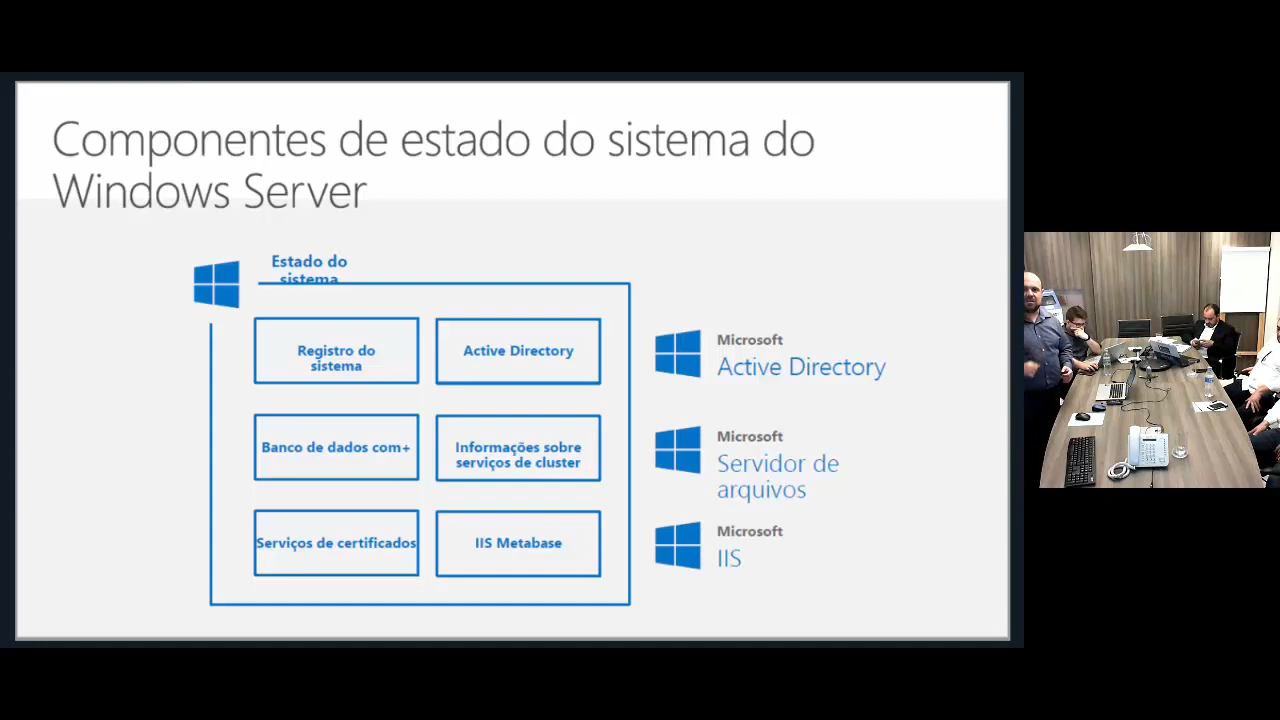 Componentes de estado do sistema do
Windows Server
Estado do
sistema
Registro do
sistema
Active Directory
Microsoft
Active Directory
Banco de dados com+
Informações sobre
serviços de cluster
Microsoft
Servidor de
arquivos
Serviços de certificados
IIS Metabase
Microsoft
IIS